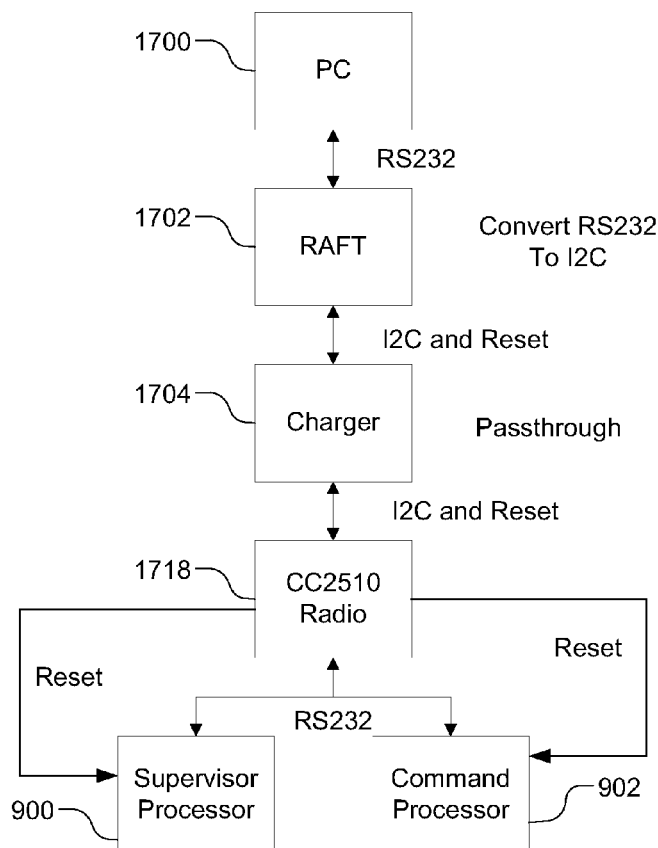 1700
PC
RS232
1702
RAFT
Convert RS232
To I2C
I2C and Reset
1704
Charger
Passthrough
I2C and Reset
1718
CC2510
Radio
Reset
Reset
RS232
Supervisor
Processor
Command
Processor
900
902